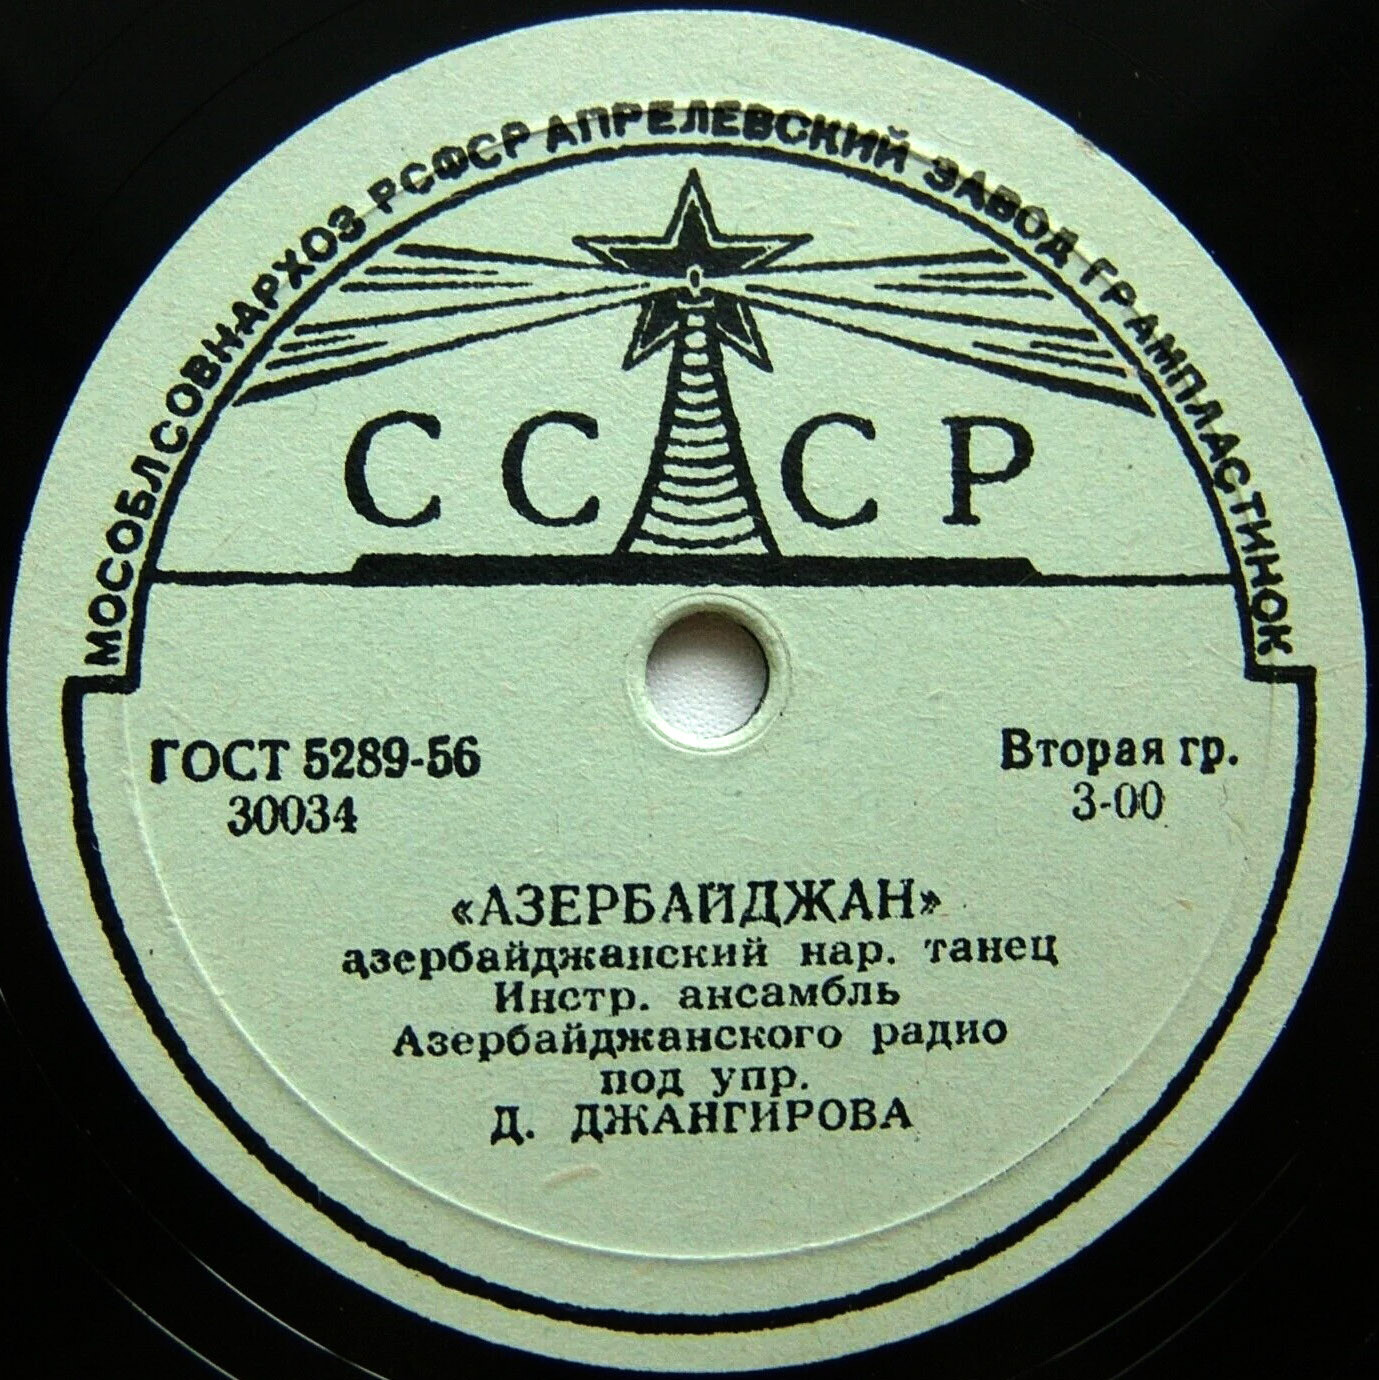 МОСОБЛСОВНАРХОЗ РСФСР АПРЕЛЕВСКИЙ ЗАВОД ГРАМПЛАСТИНОК
СССР
ГОСТ 5289-56
30034
Вторая гр.
3-00
«АЗЕРБАЙДЖАН»
азербайджанский нар. танец
Инстр. ансамбль
Азербайджанского радио
под упр.
Д. ДЖАНГИРОВА